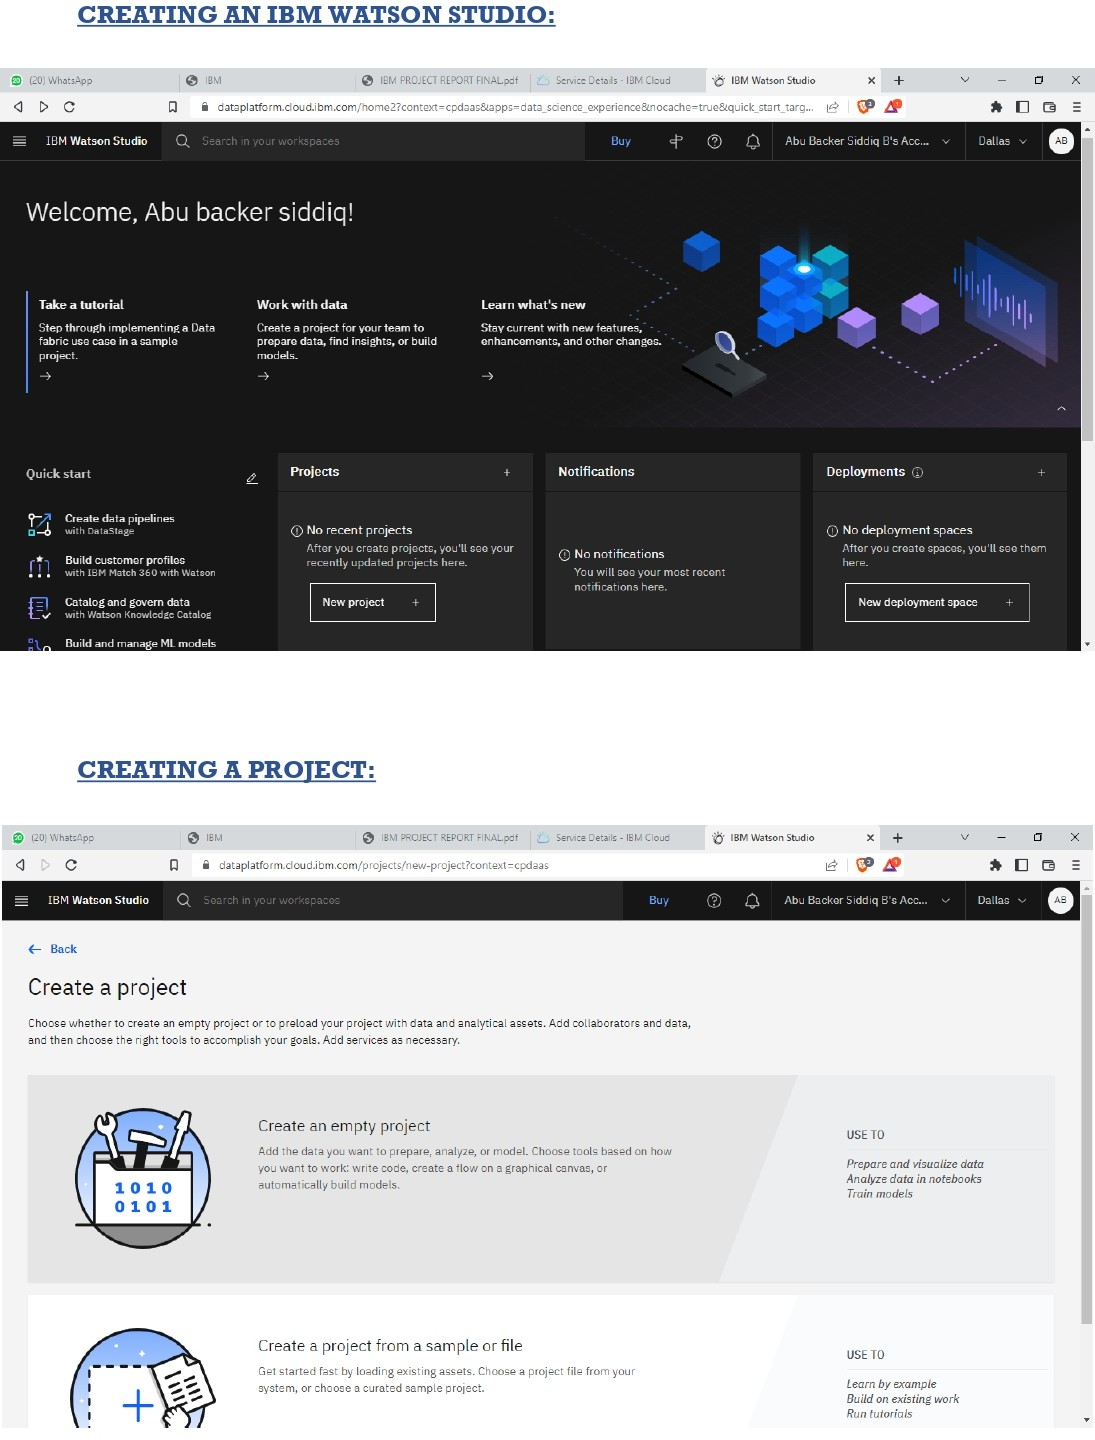 CREATING AN IBM WATSON STUDIO:
(20) WhatsApp
IBM
IBM PROJECT REPORT FINAL.pdf
Service Details - IBM Cloud
IBM Watson Studio
dataplatform.cloud.ibm.com/home2?context=cpdaas&apps=data_science_experience&nocache=true&quick_start_targ...
IBM Watson Studio
Search in your workspaces
Buy
Abu Backer Siddiq B's Acc...
Dallas
AB
Welcome, Abu backer siddiq!
Take a tutorial
Step through implementing a Data
fabric use case in a sample
project.
Work with data
Create a project for your team to
prepare data, find insights, or build
models.
Learn what's new
Stay current with new features,
enhancements, and other changes.
Quick start
Create data pipelines
with DataStage
Build customer profiles
with IBM Match 360 with Watson
Catalog and govern data
with Watson Knowledge Catalog
Build and manage ML models
Projects
No recent projects
After you create projects, you'll see your
recently updated projects here.
New project
Notifications
No notifications
You will see your most recent
notifications here.
Deployments
No deployment spaces
After you create spaces, you'll see them
here.
New deployment space
CREATING A PROJECT:
(20) WhatsApp
IBM
IBM PROJECT REPORT FINAL.pdf
Service Details - IBM Cloud
IBM Watson Studio
dataplatform.cloud.ibm.com/projects/new-project?context=cpdaas
IBM Watson Studio
Search in your workspaces
Buy
Abu Backer Siddiq B's Acc...
Dallas
AB
Back
Create a project
Choose whether to create an empty project or to preload your project with data and analytical assets. Add collaborators and data,
and then choose the right tools to accomplish your goals. Add services as necessary.
1010
0101
Create an empty project
Add the data you want to prepare, analyze, or model. Choose tools based on how
you want to work: write code, create a flow on a graphical canvas, or
automatically build models.
USE TO
Prepare and visualize data
Analyze data in notebooks
Train models
Create a project from a sample or file
Get started fast by loading existing assets. Choose a project file from your
system, or choose a curated sample project.
USE TO
Learn by example
Build on existing work
Run tutorials